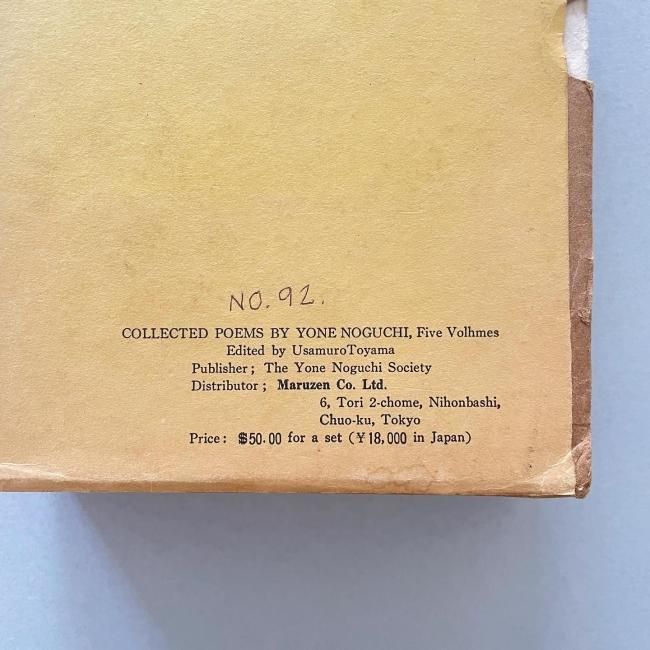 NO. 92.
COLLECTED POEMS BY YONE NOGUCHI, Five Volhmes
Edited by UsamuroToyama
Publisher; The Yone Noguchi Society
Distributor; Maruzen Co. Ltd.
6, Tori 2-chome, Nihonbashi,
Chuo-ku, Tokyo
Price: $50.00 for a set (¥18,000 in Japan)